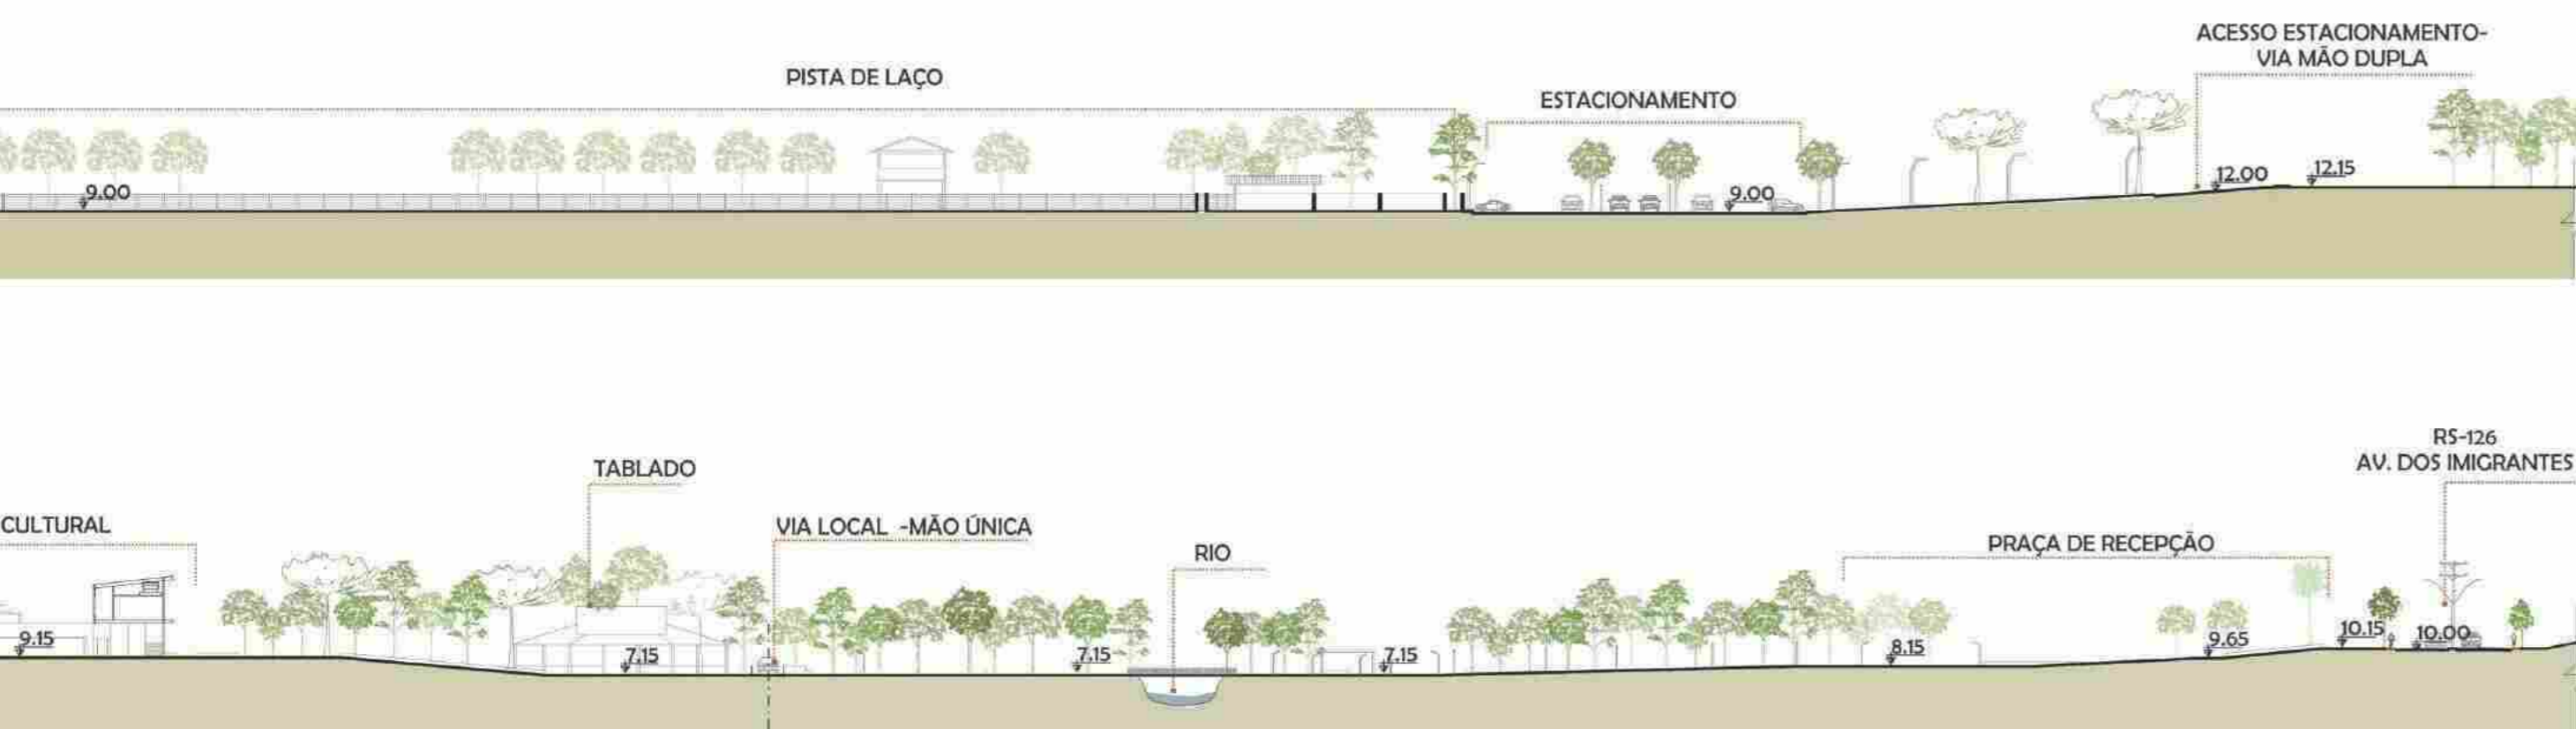 PISTA DE LAÇO
ESTACIONAMENTO
ACESSO ESTACIONAMENTO-
VIA MÃO DUPLA
9.00
9.00
12.00
12.15
CULTURAL
TABLADO
VIA LOCAL -MÃO ÚNICA
RIO
PRAÇA DE RECEPÇÃO
RS-126
AV. DOS IMIGRANTES
9.15
7.15
7.15
7.15
8.15
9.65
10.15
10.00